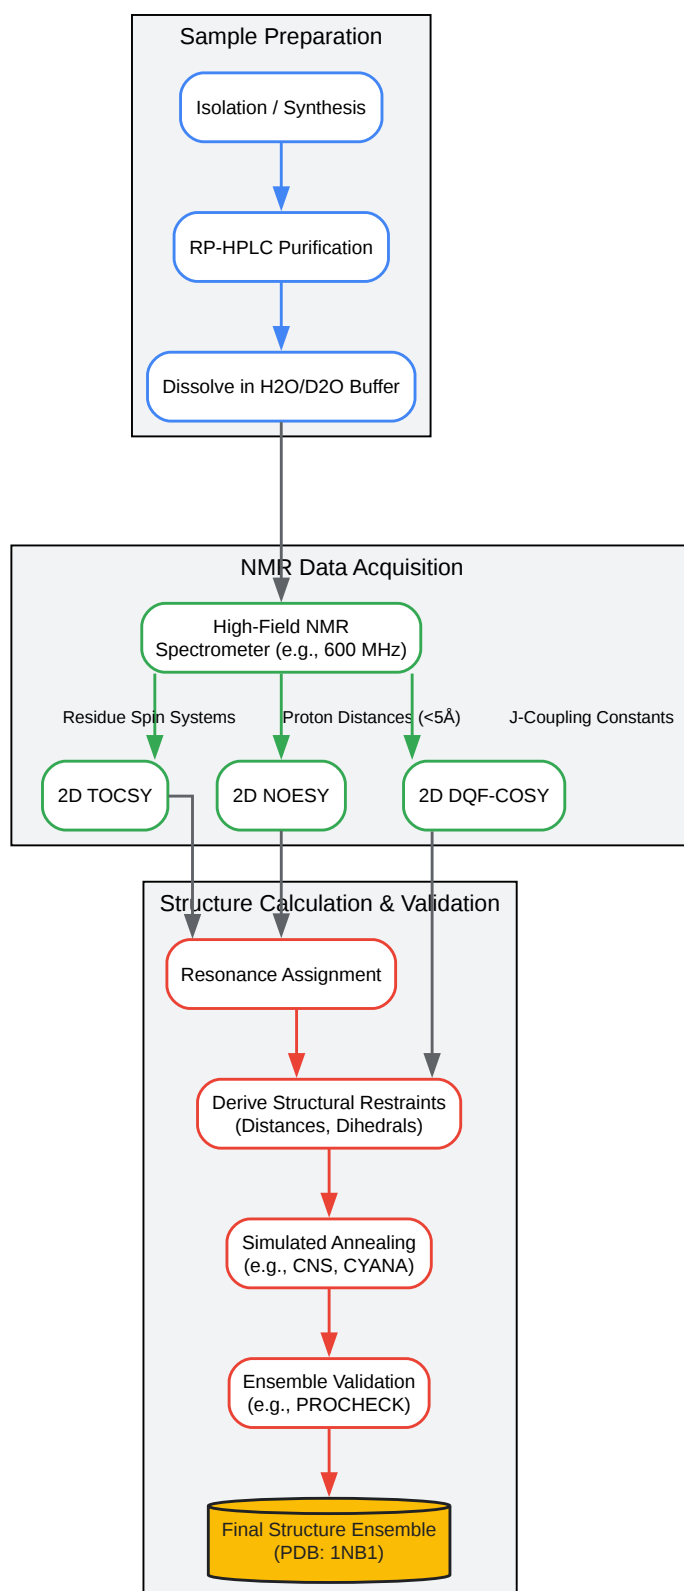 Sample Preparation
Isolation / Synthesis
RP-HPLC Purification
Dissolve in H2O/D2O Buffer
NMR Data Acquisition
High-Field NMR
Spectrometer (e.g., 600 MHz)
Residue Spin Systems
Proton Distances (<5Å)
J-Coupling Constants
2D TOCSY
2D NOESY
2D DQF-COSY
Structure Calculation & Validation
Resonance Assignment
Derive Structural Restraints
(Distances, Dihedrals)
Simulated Annealing
(e.g., CNS, CYANA)
Ensemble Validation
(e.g., PROCHECK)
Final Structure Ensemble
(PDB: 1NB1)